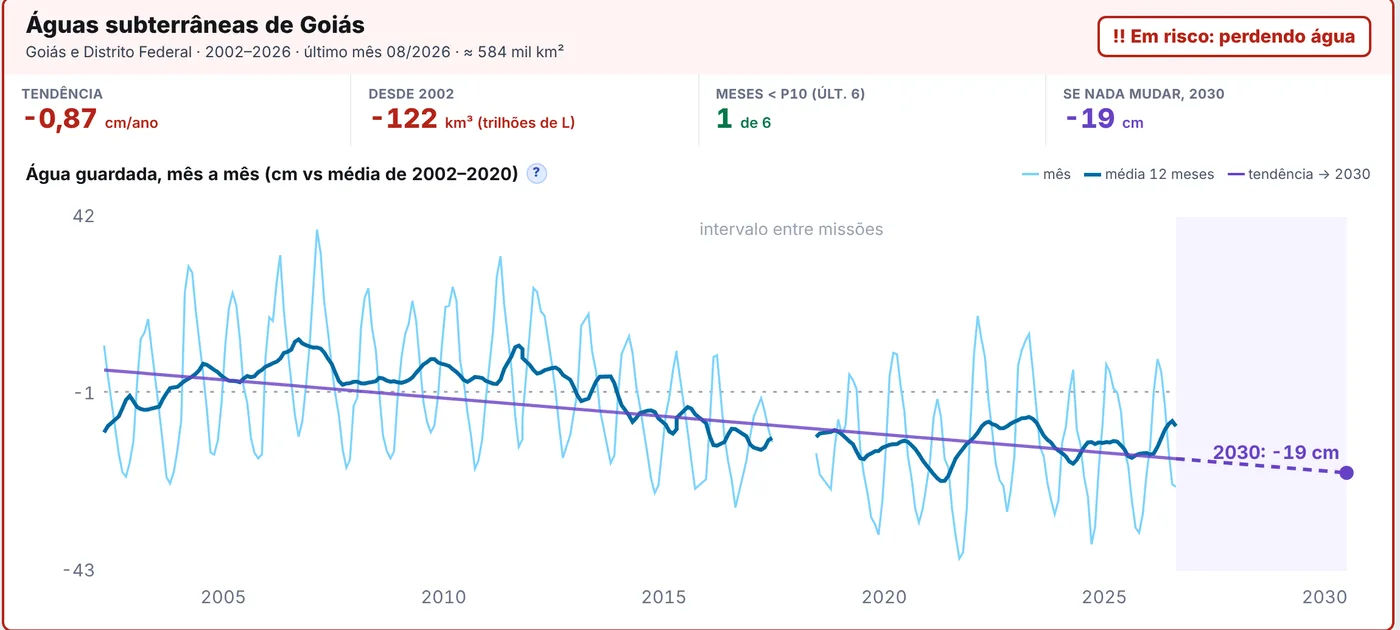 Águas subterrâneas de Goiás
Goiás e Distrito Federal · 2002–2026 · último mês 08/2026 · ≈ 584 mil km²
!! Em risco: perdendo água
TENDÊNCIA
-0,87 cm/ano
DESDE 2002
-122 km³ (trilhões de L)
MESES < P10 (ÚLT. 6)
1 de 6
SE NADA MUDAR, 2030
-19 cm
Água guardada, mês a mês (cm vs média de 2002–2020) ?
mês média 12 meses tendência → 2030
42
intervalo entre missões
-1
2030: -19 cm
-43
2005 2010 2015 2020 2025 2030